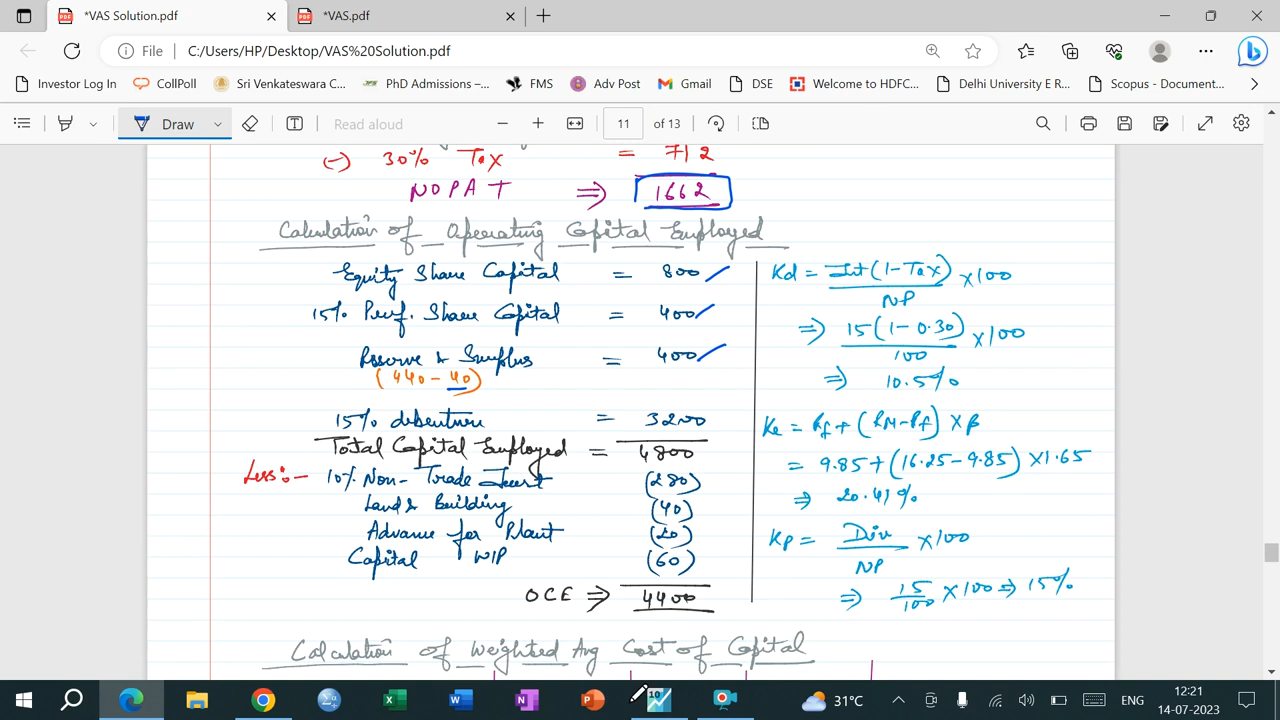 *VAS Solution.pdf
*VAS.pdf
File
C:/Users/HP/Desktop/VAS%20Solution.pdf
Investor Log In
CollPoll
Sri Venkateswara C...
PhD Admissions –...
FMS
Adv Post
Gmail
DSE
Welcome to HDFC...
Delhi University E R...
Scopus - Document...
Draw
Read aloud
11 of 13
(-) 30% Tax = 712
NOPAT ⇒ 1662
Calculation of Operating Capital Employed
Equity Share Capital = 800
15% Pref. Share Capital = 400
Reserve & Surplus = 400
(440 - 40)
15% debenture = 3200
Total Capital Employed = 4800
Less:- 10% Non-Trade Invest (280)
Land & Building (40)
Advance for Plant (20)
Capital WIP (60)
OCE ⇒ 4400
Kd = Int (1-Tax) x100
NP
⇒ 15 (1-0.30) x100
100
⇒ 10.5%
Ke = Rf + (RM-Rf) x β
= 9.85 + (16.25-9.85) x 1.65
⇒ 20.41%
Kp = Div x100
NP
⇒ 15 x100 ⇒ 15%
100
Calculation of Weighted Avg Cost of Capital
31°C
ENG
12:21
14-07-2023